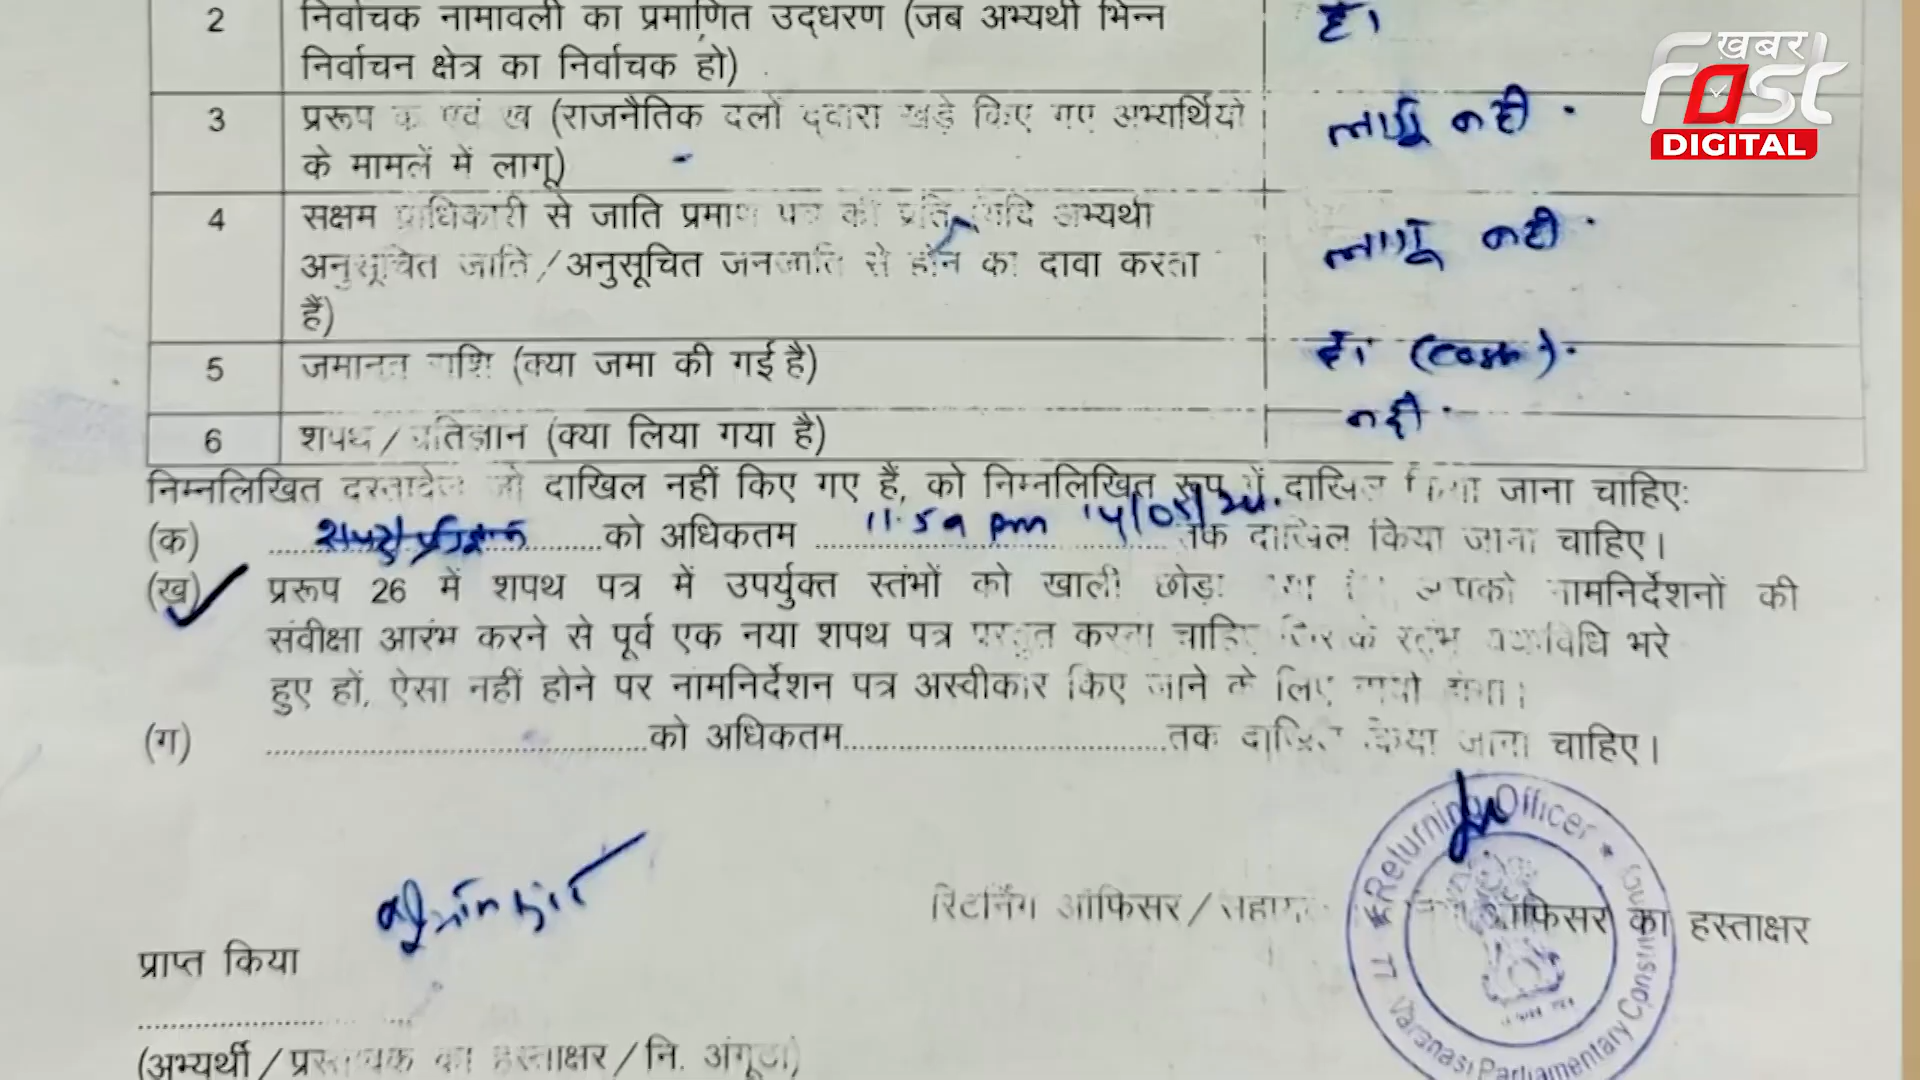 2 निर्वाचक नामावली का प्रमाणित उद्धरण (जब अभ्यर्थी भिन्न
निर्वाचन क्षेत्र का निर्वाचक हो) हाँ।
3 प्ररूप क एवं ख (राजनैतिक दलों द्वारा खड़े किए गए अभ्यर्थियों लागू नहीं
के मामलें में लागू)
4 सक्षम प्राधिकारी से जाति प्रमाण पत्र की प्रति (यदि अभ्यर्थी
अनुसूचित जाति/अनुसूचित जनजाति से होने का दावा करता लागू नहीं
हैं)
5 जमानत राशि (क्या जमा की गई है) हाँ (Cash).
6 शपथ/प्रतिज्ञान (क्या लिया गया है) नहीं
निम्नलिखित दस्तावेज जो दाखिल नहीं किए गए हैं, को निम्नलिखित रूप में दाखिल किया जाना चाहिएः
(क) शपथ/प्रतिज्ञान को अधिकतम 11.59 pm 14/05/24. तक दाखिल किया जाना चाहिए।
(ख) प्ररूप 26 में शपथ पत्र में उपर्युक्त स्तंभों को खाली छोड़ा गया है। आपको नामनिर्देशनों की
संवीक्षा आरंभ करने से पूर्व एक नया शपथ पत्र प्रस्तुत करना चाहिए जिसके स्तंभ यथाविधि भरे
हुए हों, ऐसा नहीं होने पर नामनिर्देशन पत्र अस्वीकार किए जाने के लिए
(ग) को अधिकतम तक दाखिल किया जाना चाहिए।
रिटर्निंग ऑफिसर/सहायक रिटर्निंग ऑफिसर का हस्ताक्षर
प्राप्त किया
(अभ्यर्थी/प्रस्तावक का हस्ताक्षर/नि. अंगूठा)
Returning Officer
77 Varanasi Parliamentary Constituency
ख़बर
Fast
DIGITAL